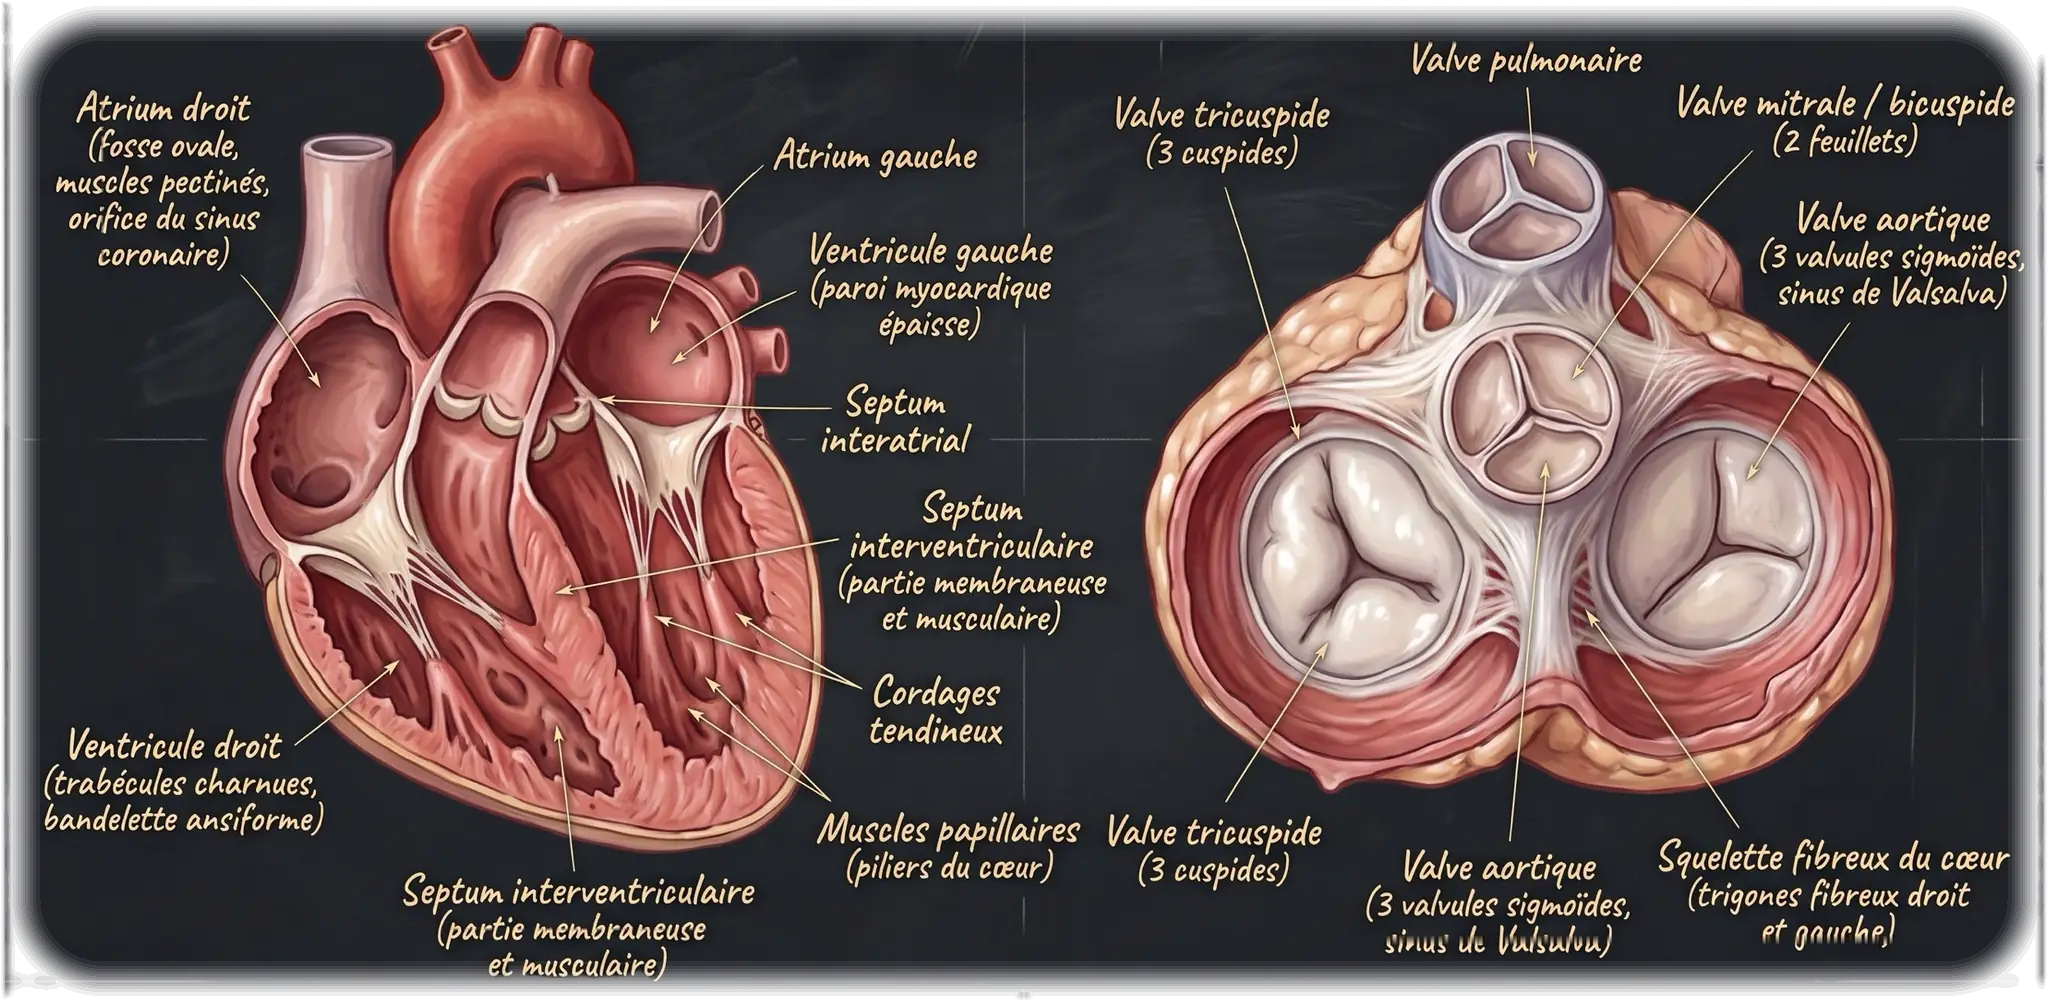 Atrium droit
(fosse ovale,
muscles pectinés,
orifice du sinus
coronaire)
Atrium gauche
Ventricule gauche
(paroi myocardique
épaisse)
Septum
interatrial
Septum
interventriculaire
(partie membraneuse
et musculaire)
Cordages
tendineux
Ventricule droit
(trabécules charnues,
bandelette ansiforme)
Muscles papillaires
(piliers du cœur)
Septum interventriculaire
(partie membraneuse
et musculaire)
Valve pulmonaire
Valve tricuspide
(3 cuspides)
Valve mitrale / bicuspide
(2 feuillets)
Valve aortique
(3 valvules sigmoïdes,
sinus de Valsalva)
Valve tricuspide
(3 cuspides)
Valve aortique
(3 valvules sigmoïdes,
sinus de Valsalva)
Squelette fibreux du cœur
(trigones fibreux droit
et gauche)